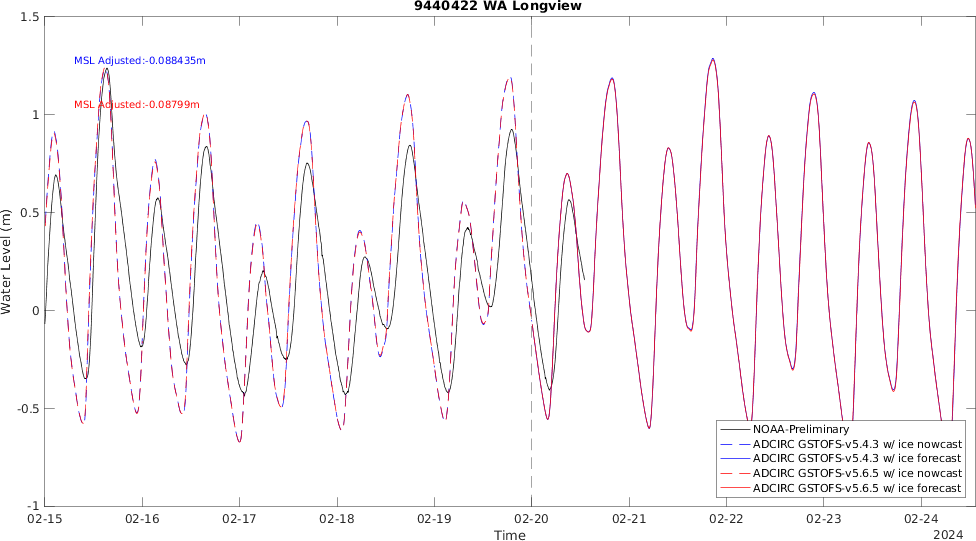 9440422 WA Longview
1.5
MSL Adjusted:-0.088435m
MSL Adjusted:-0.08799m
1
0.5
0
-0.5
-1
Water Level (m)
NOAA-Preliminary
ADCIRC GSTOFS-v5.4.3 w/ ice nowcast
ADCIRC GSTOFS-v5.4.3 w/ ice forecast
ADCIRC GSTOFS-v5.6.5 w/ ice nowcast
ADCIRC GSTOFS-v5.6.5 w/ ice forecast
02-15 02-16 02-17 02-18 02-19 02-20 02-21 02-22 02-23 02-24
Time
2024